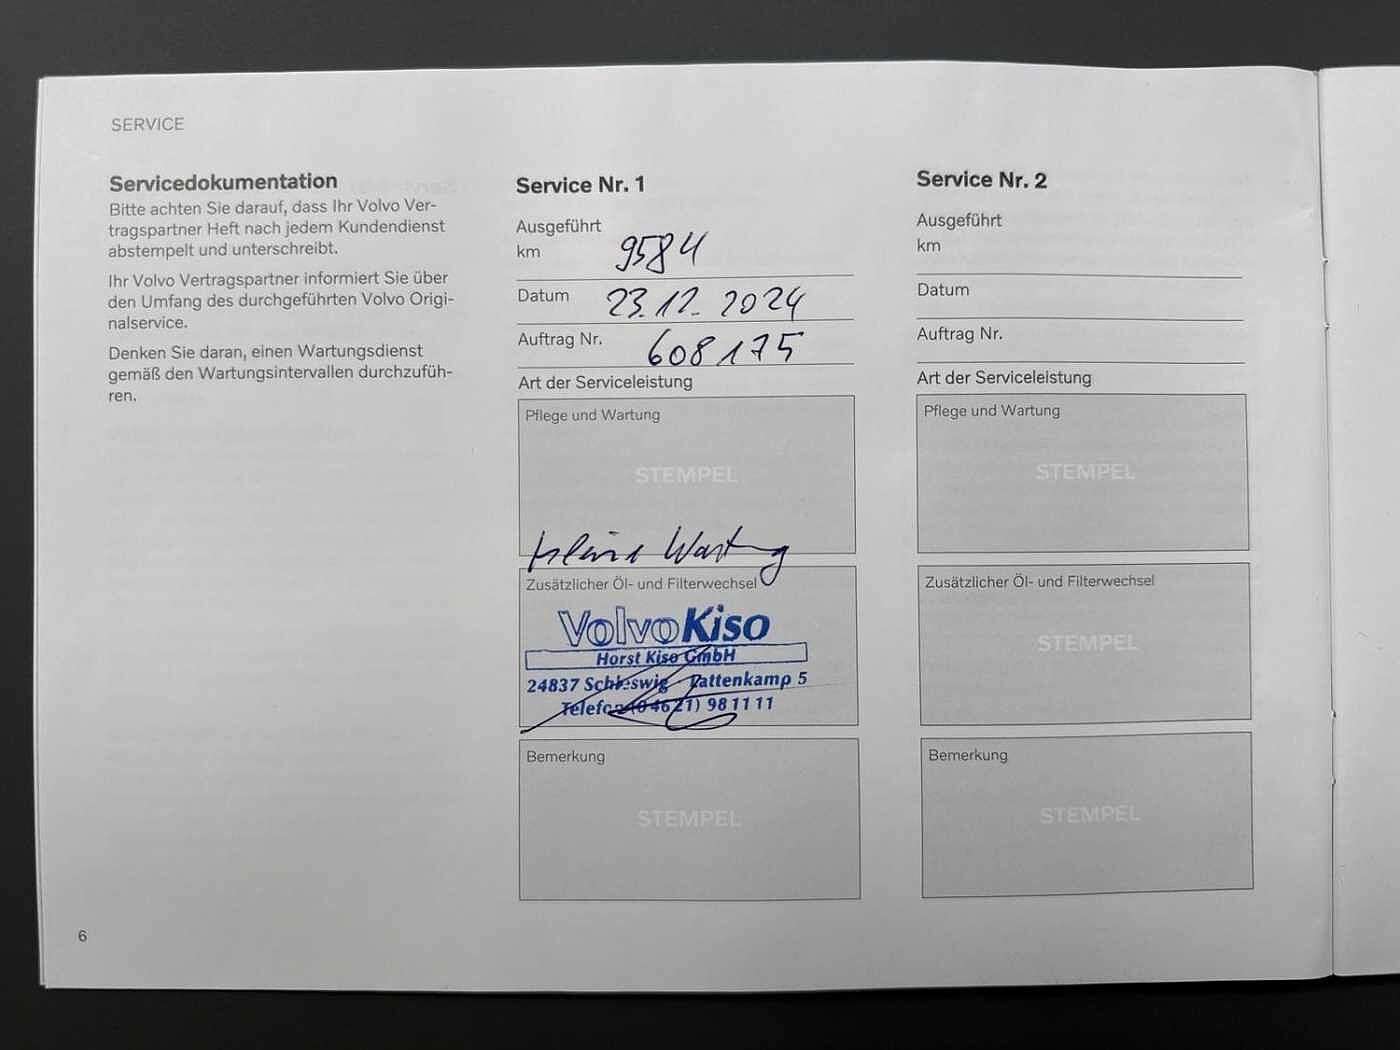 SERVICE
Servicedokumentation
Bitte achten Sie darauf, dass Ihr Volvo Ver-
tragspartner Heft nach jedem Kundendienst
abstempelt und unterschreibt.
Ihr Volvo Vertragspartner informiert Sie über
den Umfang des durchgeführten Volvo Origi-
nalservice.
Denken Sie daran, einen Wartungsdienst
gemäß den Wartungsintervallen durchzufüh-
ren.
Service Nr. 1
Ausgeführt
km 9584
Datum 23.12.2024
Auftrag Nr. 608175
Art der Serviceleistung
Pflege und Wartung
STEMPEL
kleine Wartung
Zusätzlicher Öl- und Filterwechsel
VolvoKiso
Horst Kiso GmbH
24837 Schleswig · Rattenkamp 5
Telefon (04621) 981111
Bemerkung
STEMPEL
Service Nr. 2
Ausgeführt
km
Datum
Auftrag Nr.
Art der Serviceleistung
Pflege und Wartung
STEMPEL
Zusätzlicher Öl- und Filterwechsel
STEMPEL
Bemerkung
STEMPEL
6